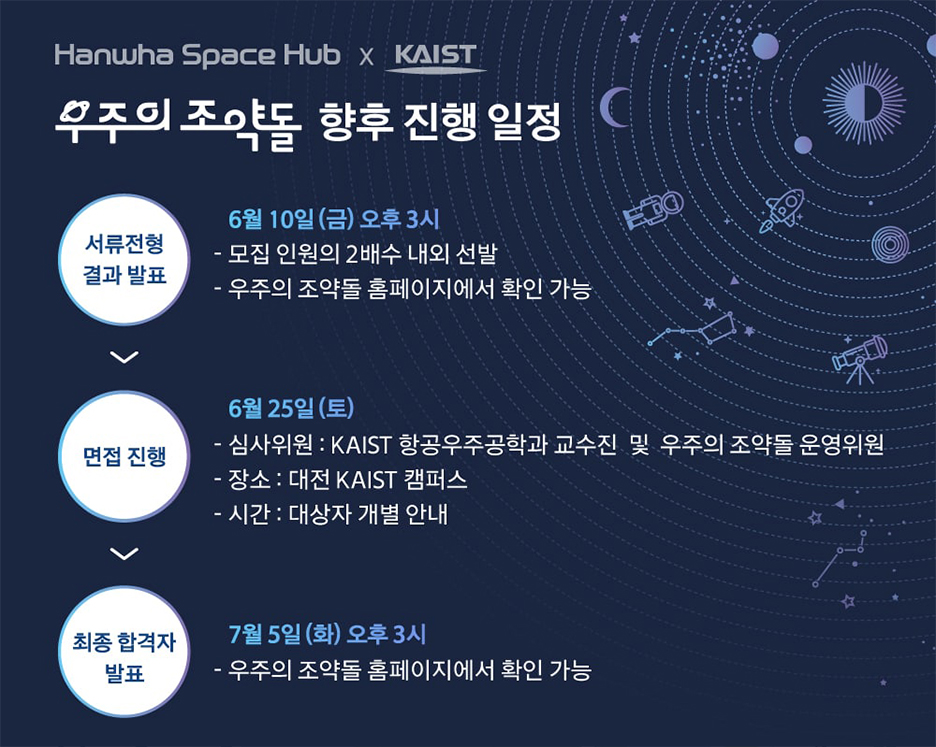 Hanwha Space Hub x KAIST
우주의 조약돌 향후 진행 일정
서류전형
결과 발표
6월 10일 (금) 오후 3시
- 모집 인원의 2배수 내외 선발
- 우주의 조약돌 홈페이지에서 확인 가능
면접 진행
6월 25일 (토)
- 심사위원 : KAIST 항공우주공학과 교수진 및 우주의 조약돌 운영위원
- 장소 : 대전 KAIST 캠퍼스
- 시간 : 대상자 개별 안내
최종 합격자
발표
7월 5일 (화) 오후 3시
- 우주의 조약돌 홈페이지에서 확인 가능